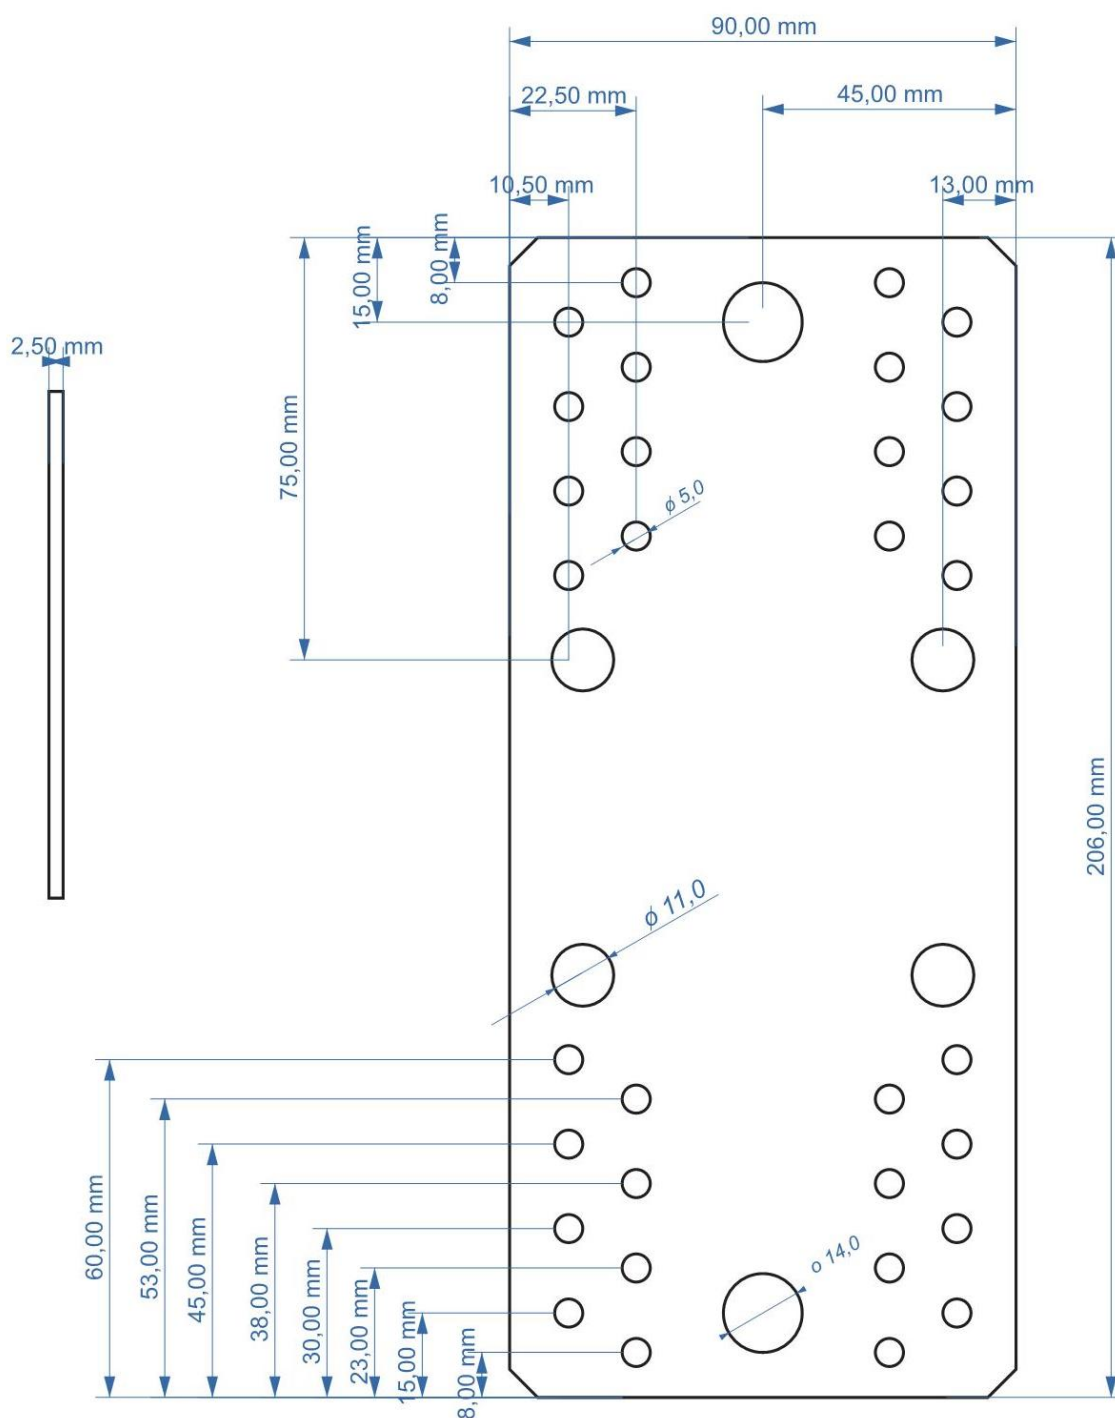 90,00 mm
22,50 mm
45,00 mm
10,50 mm
13,00 mm
8,00 mm
15,00 mm
2,50 mm
75,00 mm
ϕ 5,0
206,00 mm
ϕ 11,0
60,00 mm
53,00 mm
45,00 mm
38,00 mm
30,00 mm
23,00 mm
15,00 mm
8,00 mm
o 14,0